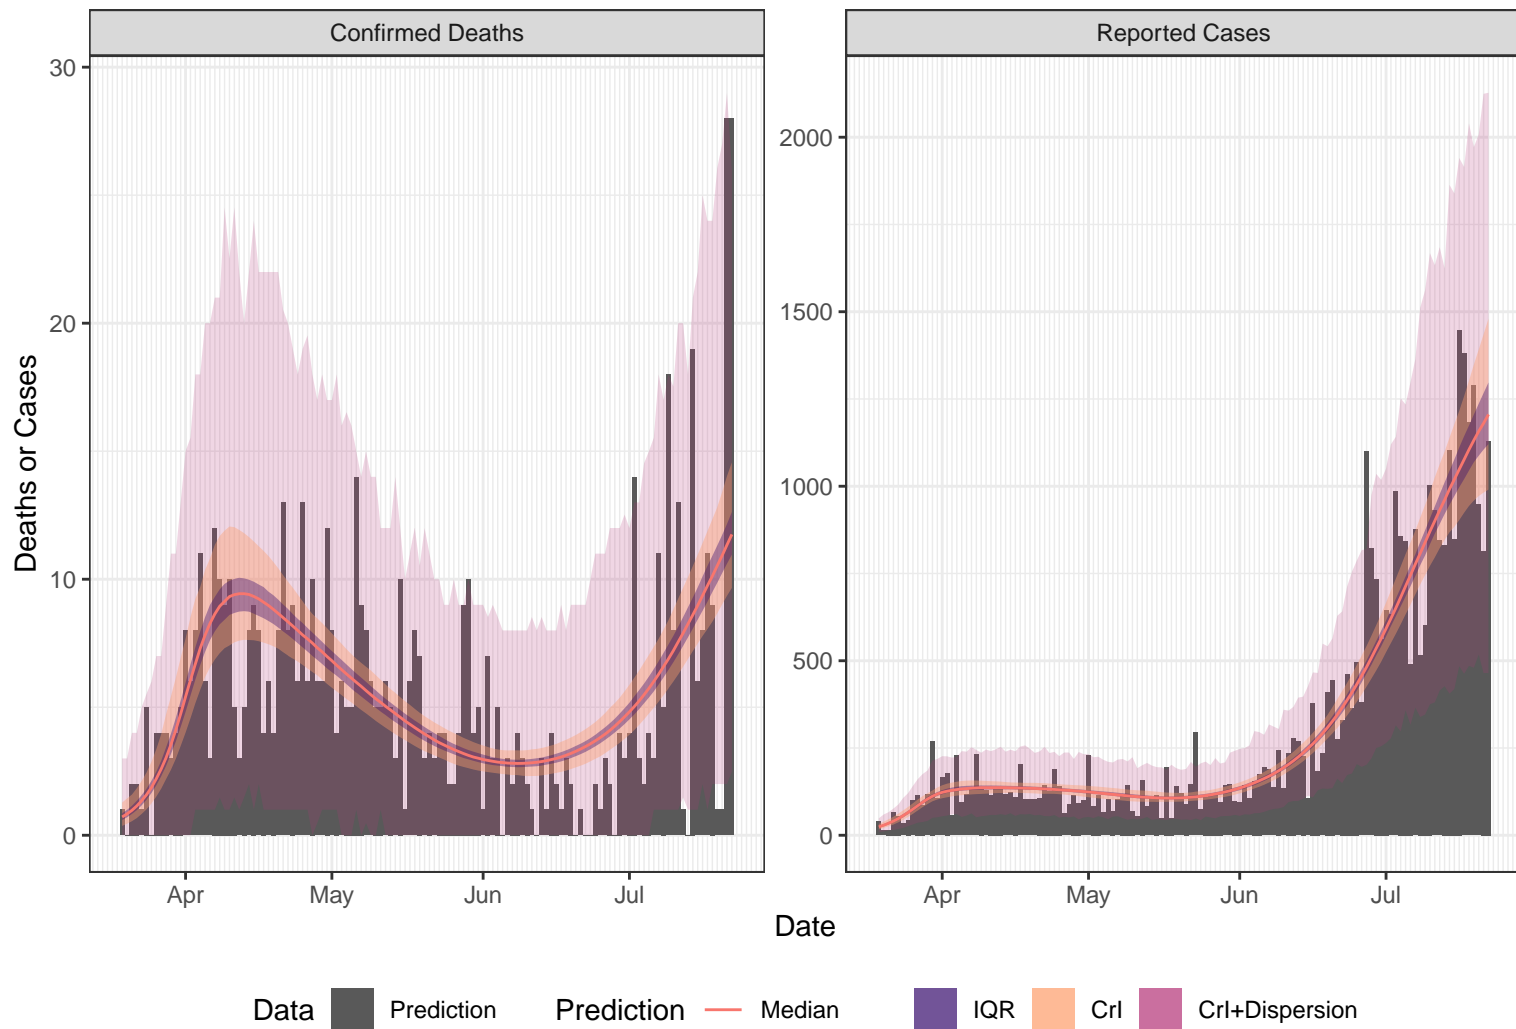 Confirmed Deaths
Reported Cases
30
20
10
0
2000
1500
1000
500
0
Deaths or Cases
Apr May Jun Jul
Apr May Jun Jul
Date
Data Prediction Prediction Median IQR CrI CrI+Dispersion